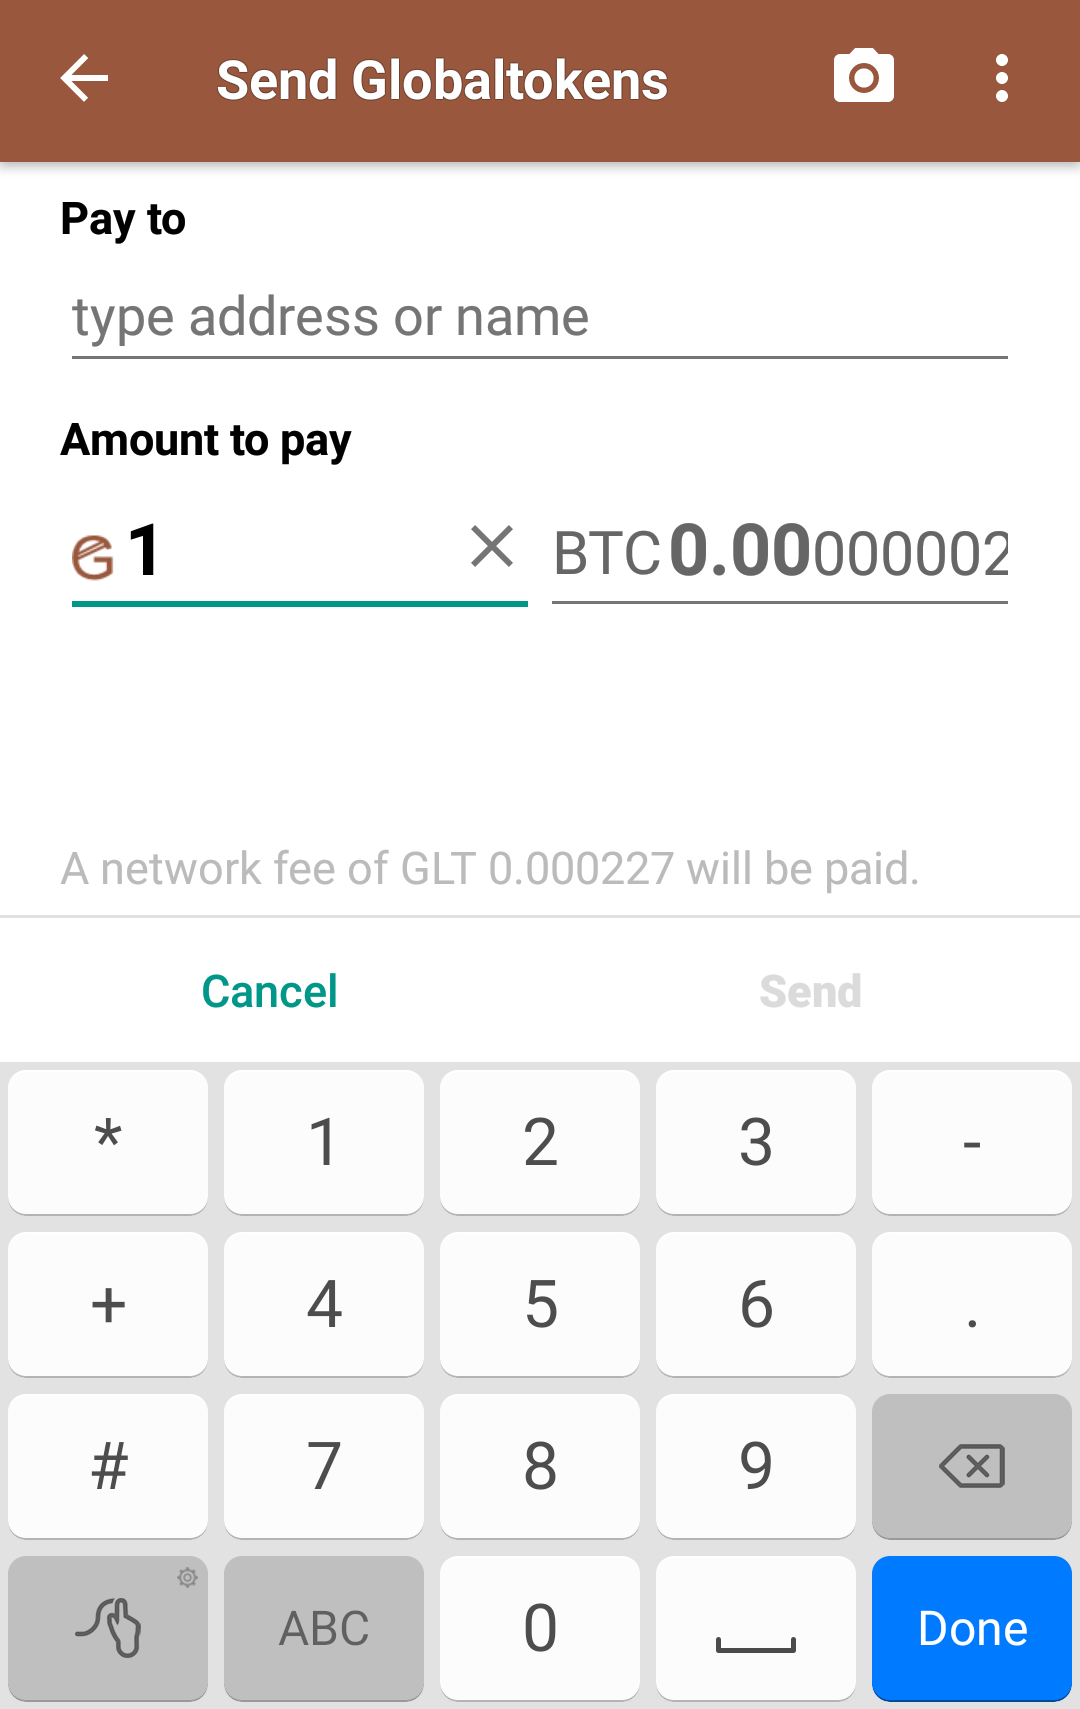 Send Globaltokens
Pay to
type address or name
Amount to pay
1 BTC 0.00000002
A network fee of GLT 0.000227 will be paid.
Cancel Send
* 1 2 3 -
+ 4 5 6 .
# 7 8 9
ABC 0 Done